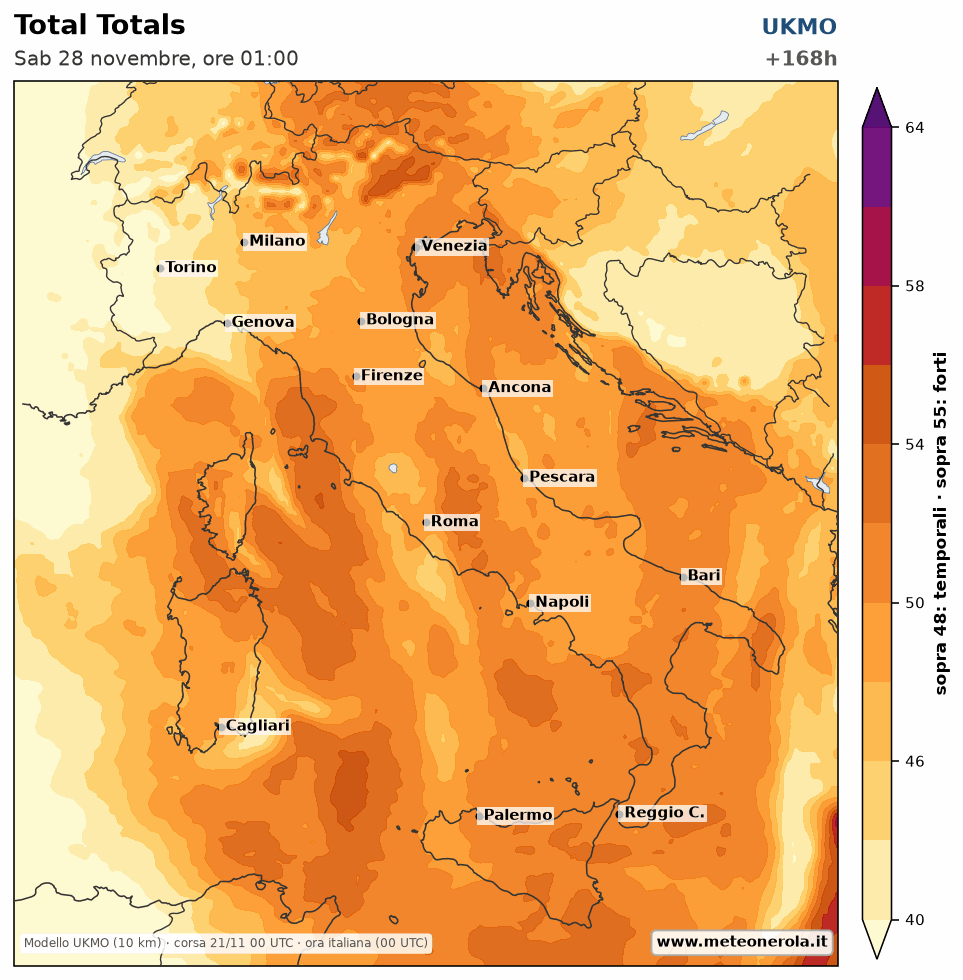 Total Totals
UKMO
Sab 28 novembre, ore 01:00
+168h
Milano
Venezia
Torino
Genova
Bologna
Firenze
Ancona
Pescara
Roma
Bari
Napoli
Cagliari
Palermo
Reggio C.
64
58
54
50
46
40
sopra 48: temporali · sopra 55: forti
Modello UKMO (10 km) · corsa 21/11 00 UTC · ora italiana (00 UTC)
www.meteonerola.it